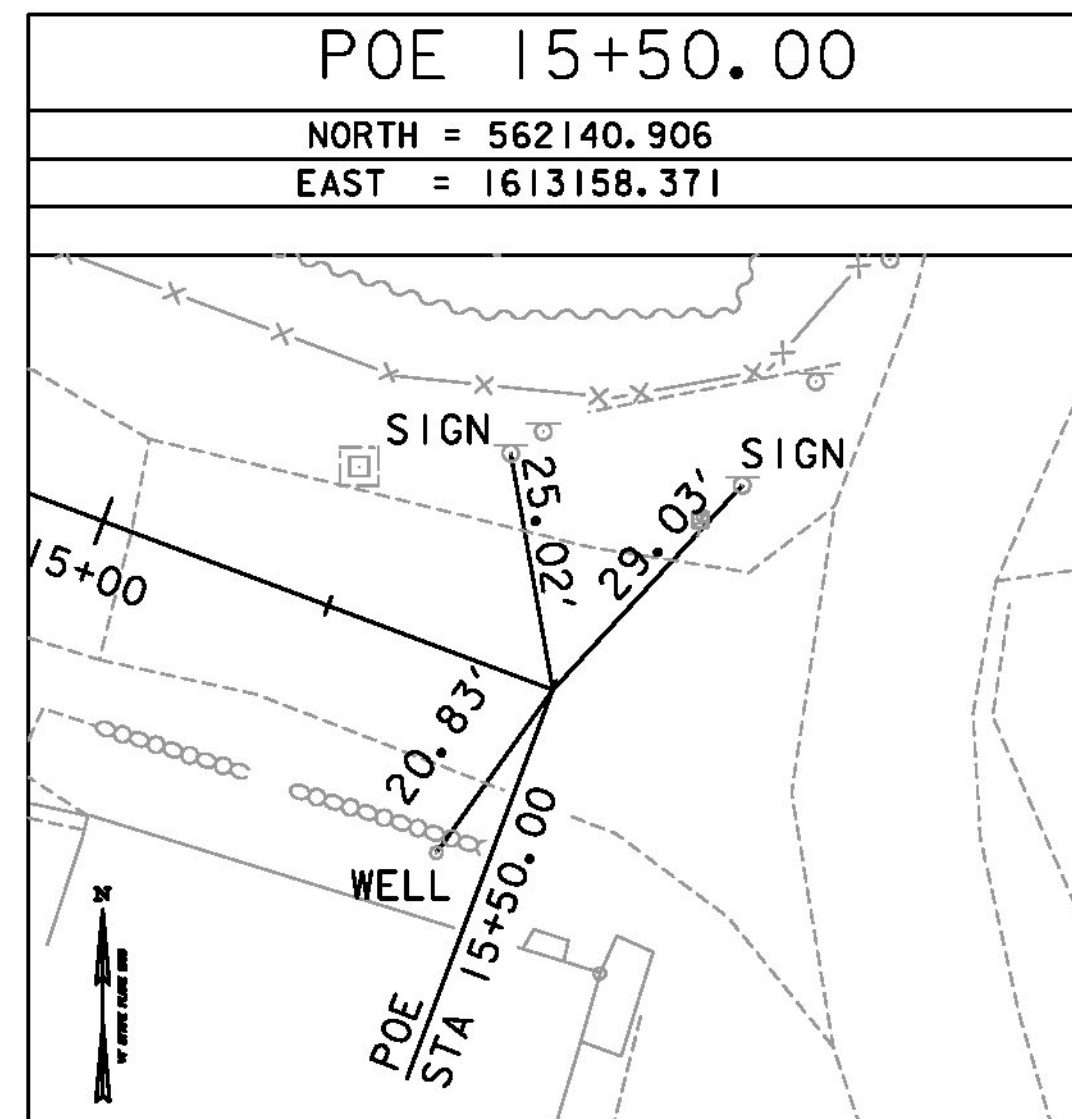 POE 15+50.00
NORTH = 562140.906
EAST = 1613158.371
SIGN
SIGN
25.02'
29.03'
15+00
20.83'
WELL
POE
STA 15+50.00
N